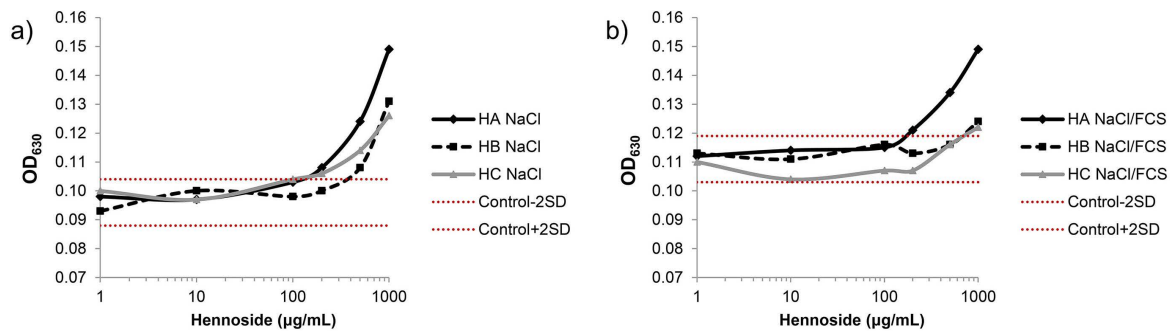 a)
0.16
0.15
0.14
0.13
0.12
0.11
0.10
0.09
0.08
0.07
OD630
1
10
100
1000
Hennoside (µg/mL)
HA NaCl
HB NaCl
HC NaCl
Control-2SD
Control+2SD
b)
0.16
0.15
0.14
0.13
0.12
0.11
0.10
0.09
0.08
0.07
OD630
1
10
100
1000
Hennoside (µg/mL)
HA NaCl/FCS
HB NaCl/FCS
HC NaCl/FCS
Control-2SD
Control+2SD